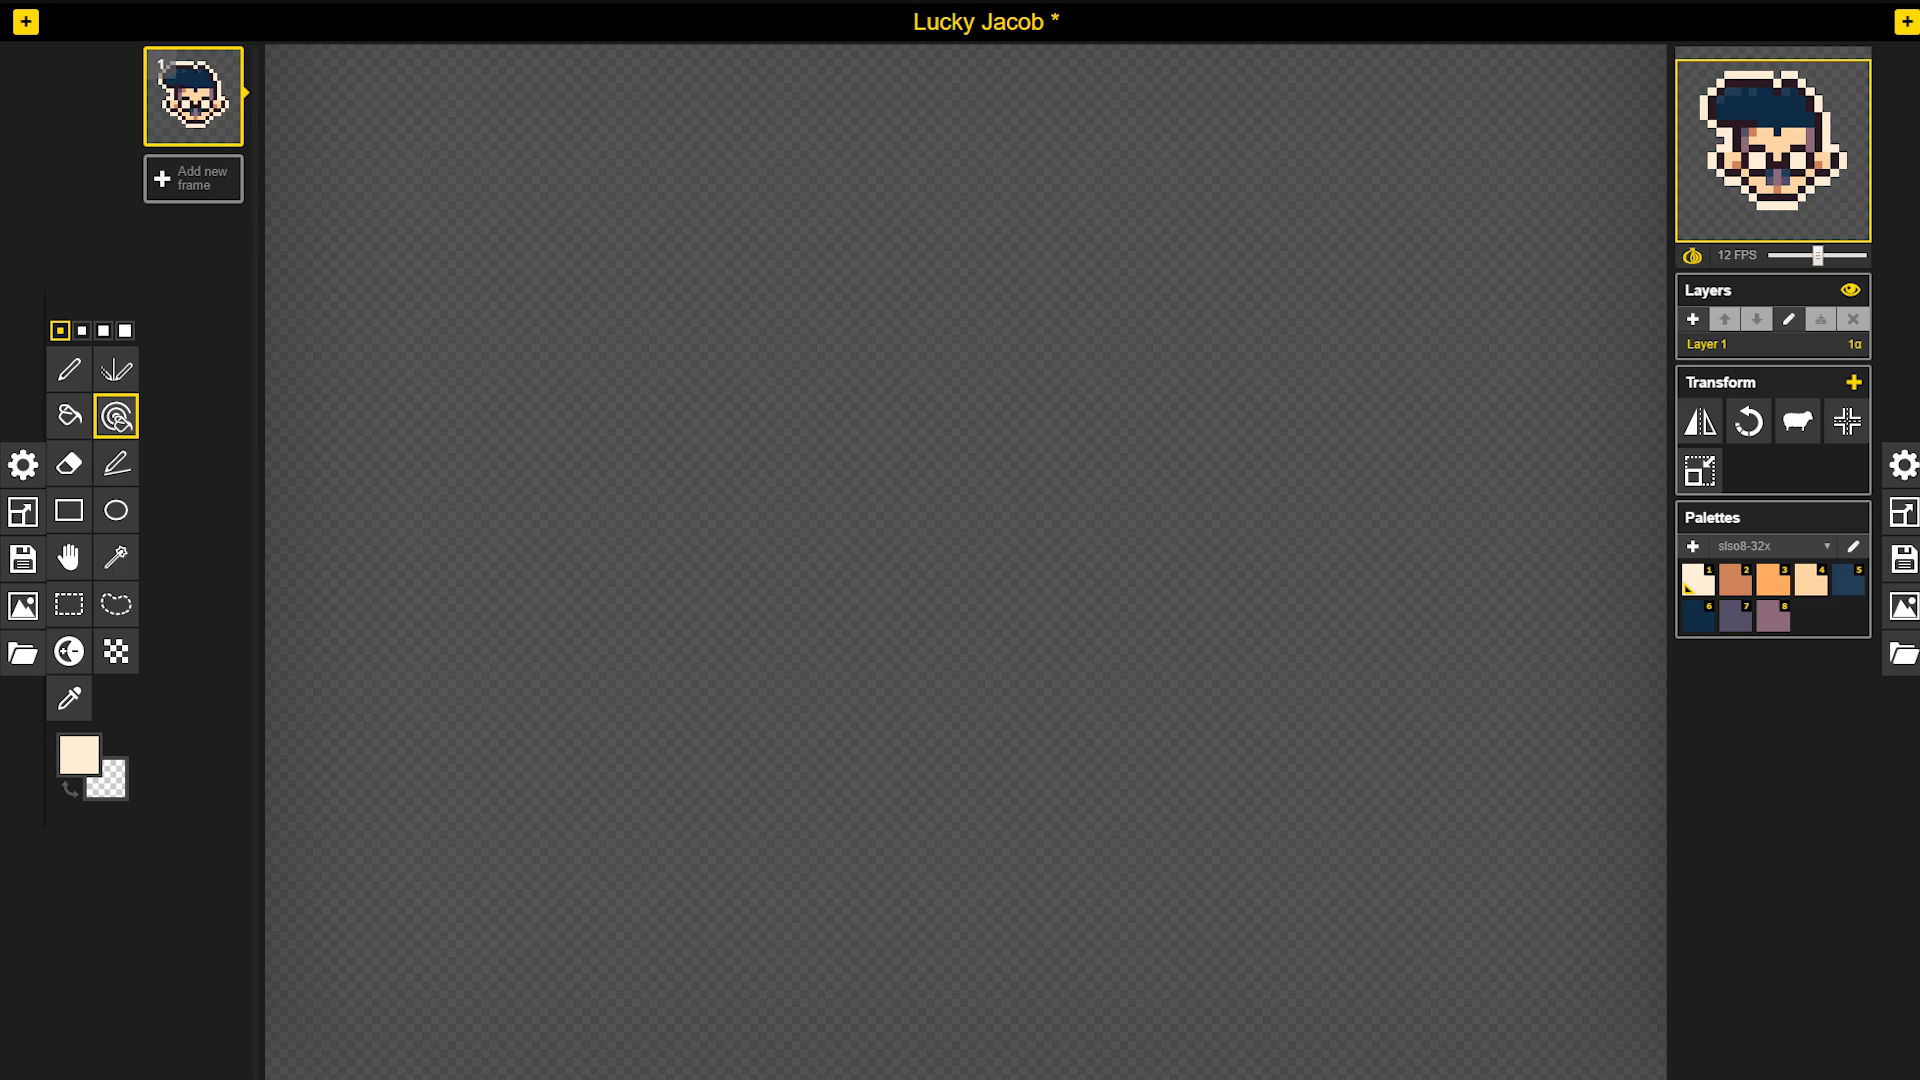 Lucky Jacob *
1
Add new
frame
12 FPS
Layers
Layer 1
1α
Transform
Palettes
slso8-32x
1
2
3
4
5
6
7
8